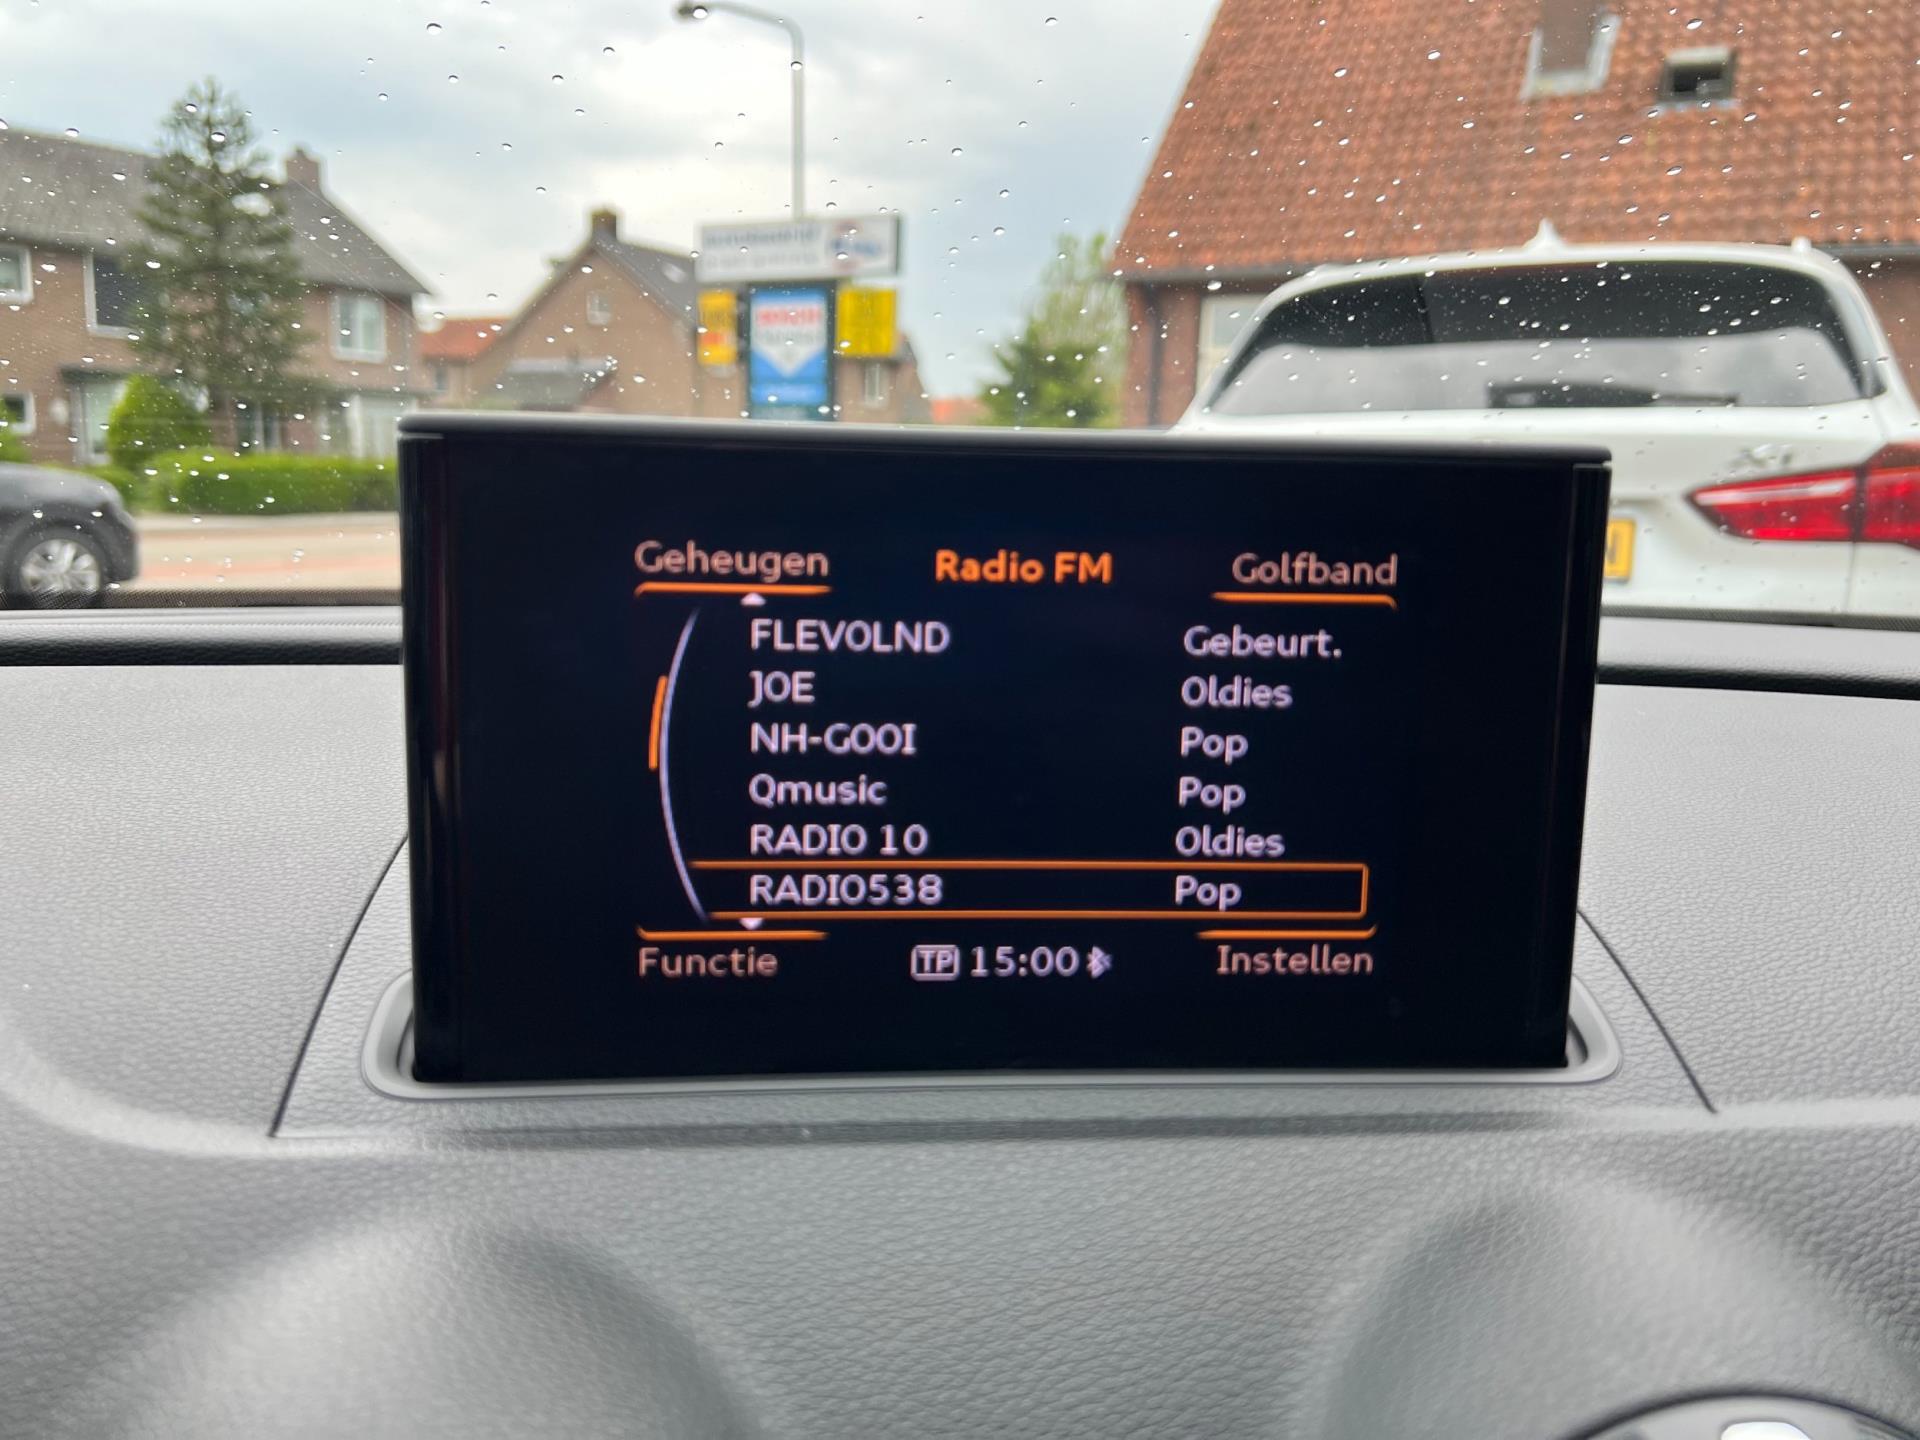 Geheugen Radio FM Golfband
FLEVOLND Gebeurt.
JOE Oldies
NH-GOOI Pop
Qmusic Pop
RADIO 10 Oldies
RADIO538 Pop
Functie TP 15:00 Instellen
X1